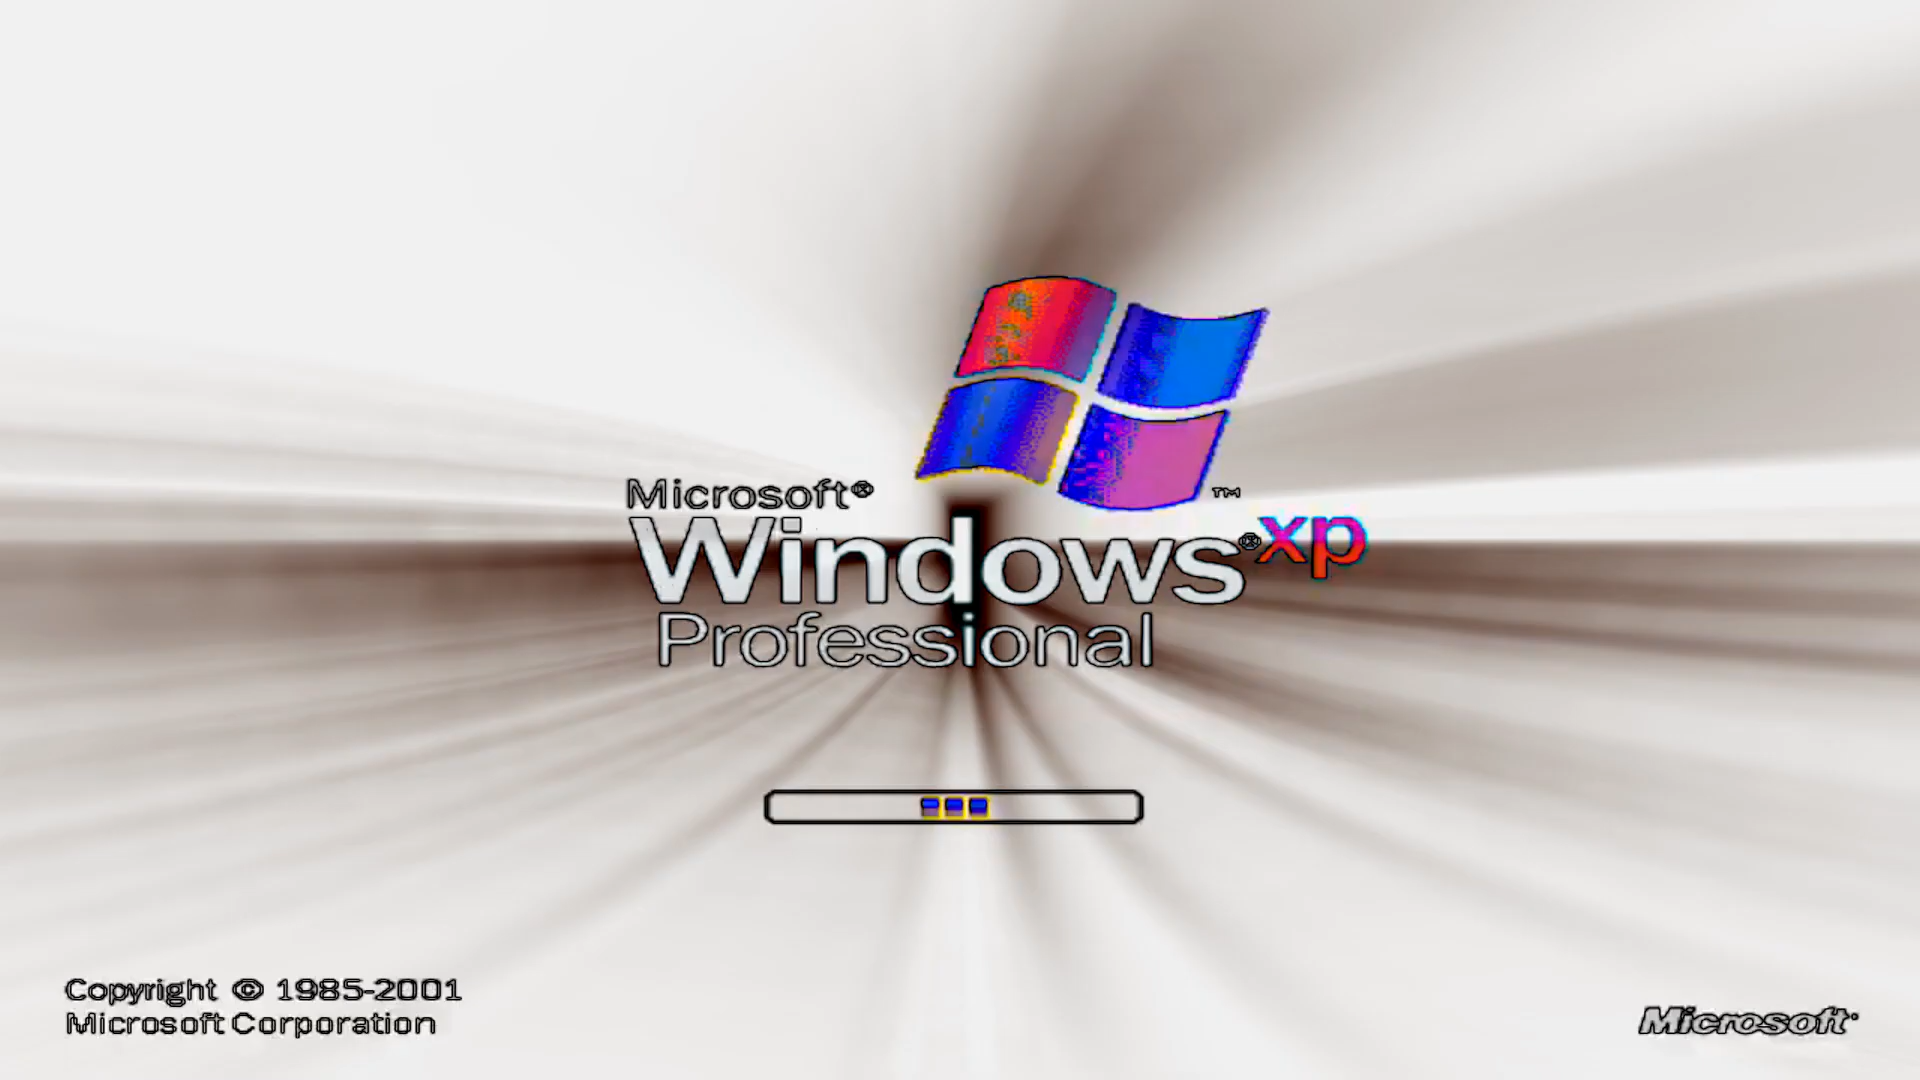 Microsoft®
™
Windows® xp
Professional
Copyright © 1985-2001
Microsoft Corporation
Microsoft®